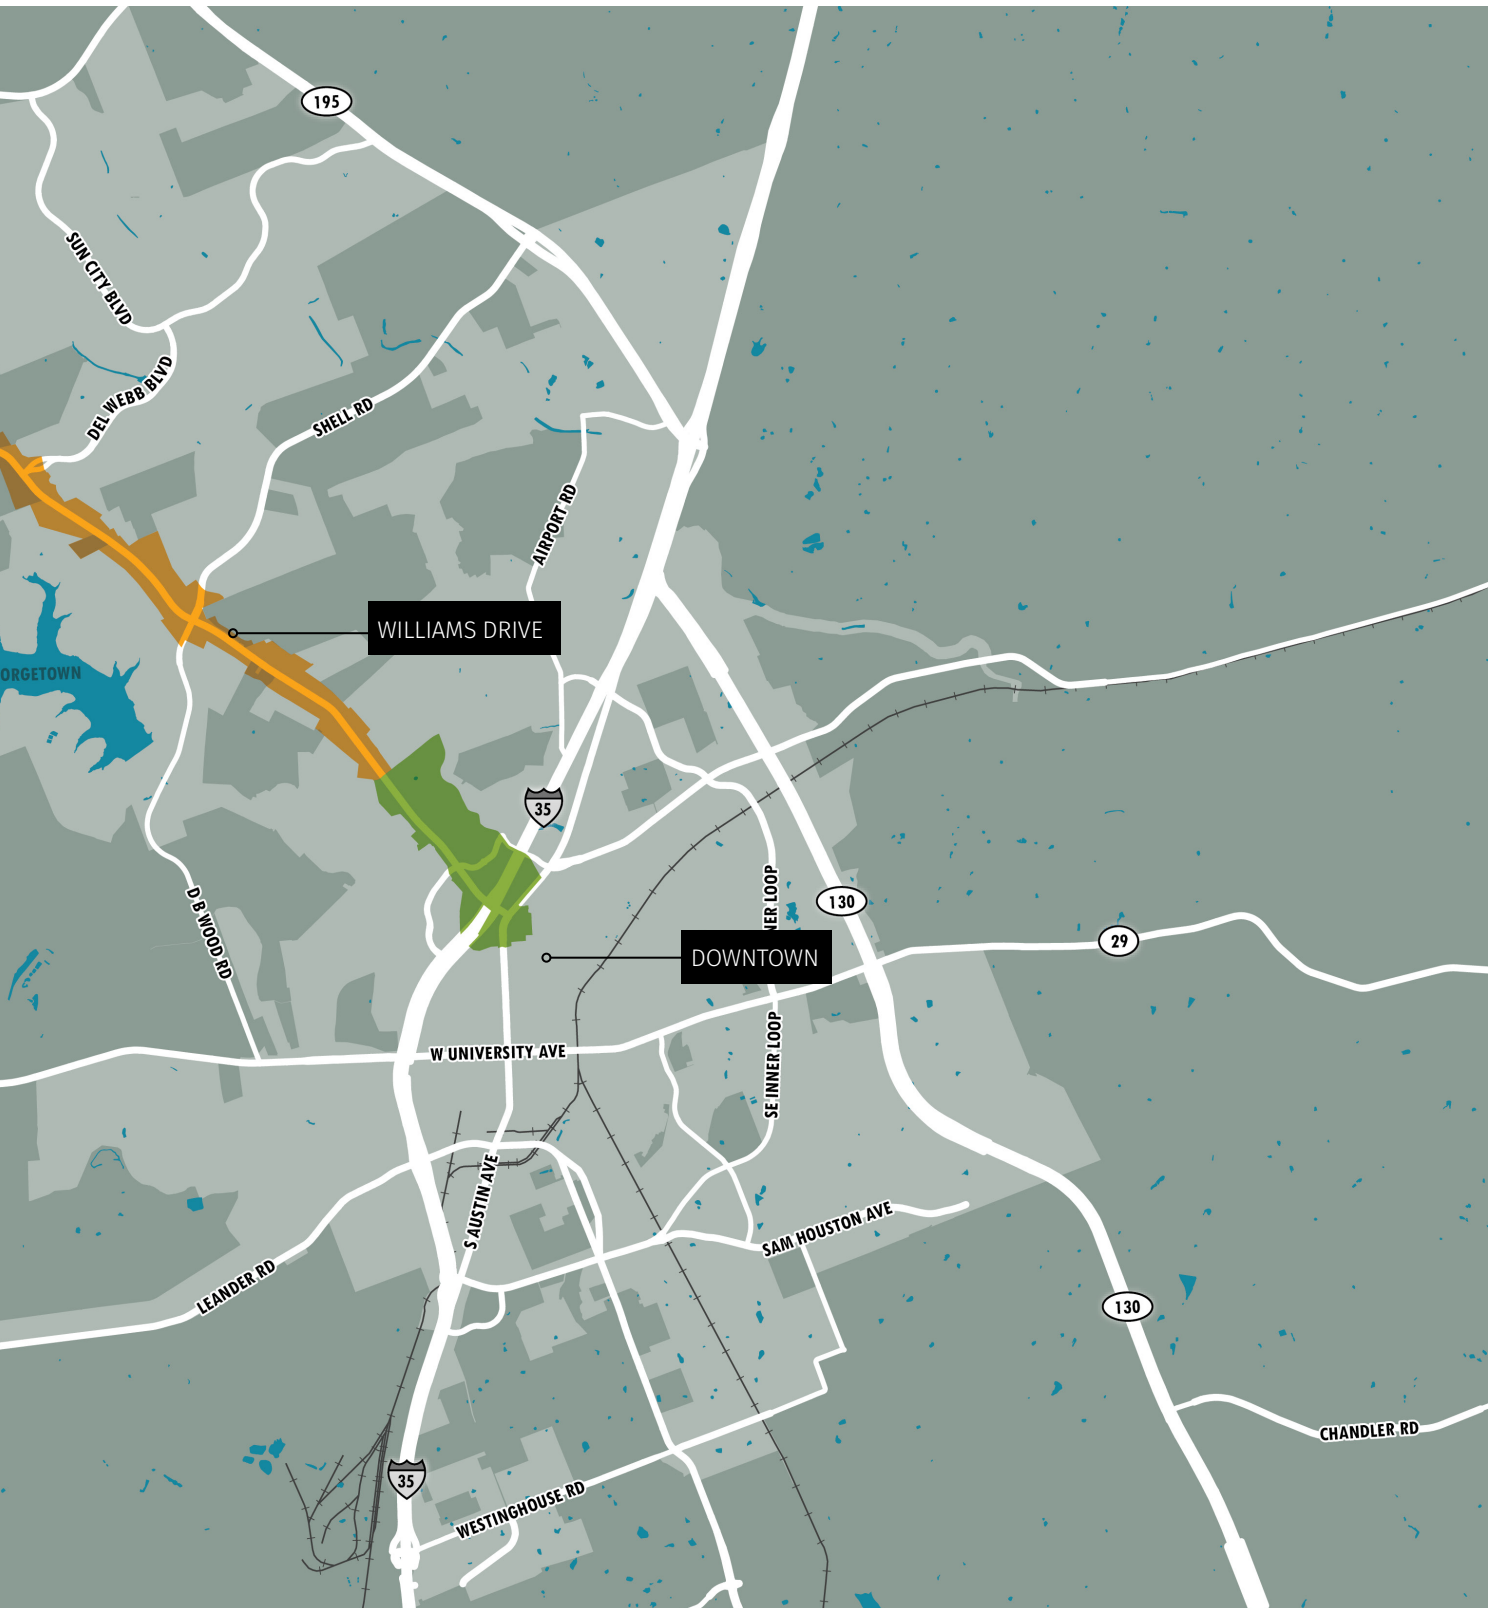 195
SUN CITY BLVD
DEL WEBB BLVD
SHELL RD
AIRPORT RD
WILLIAMS DRIVE
ORGETOWN
35
NER LOOP
130
D B WOOD RD
29
DOWNTOWN
W UNIVERSITY AVE
SE INNER LOOP
S AUSTIN AVE
SAM HOUSTON AVE
LEANDER RD
130
CHANDLER RD
35
WESTINGHOUSE RD